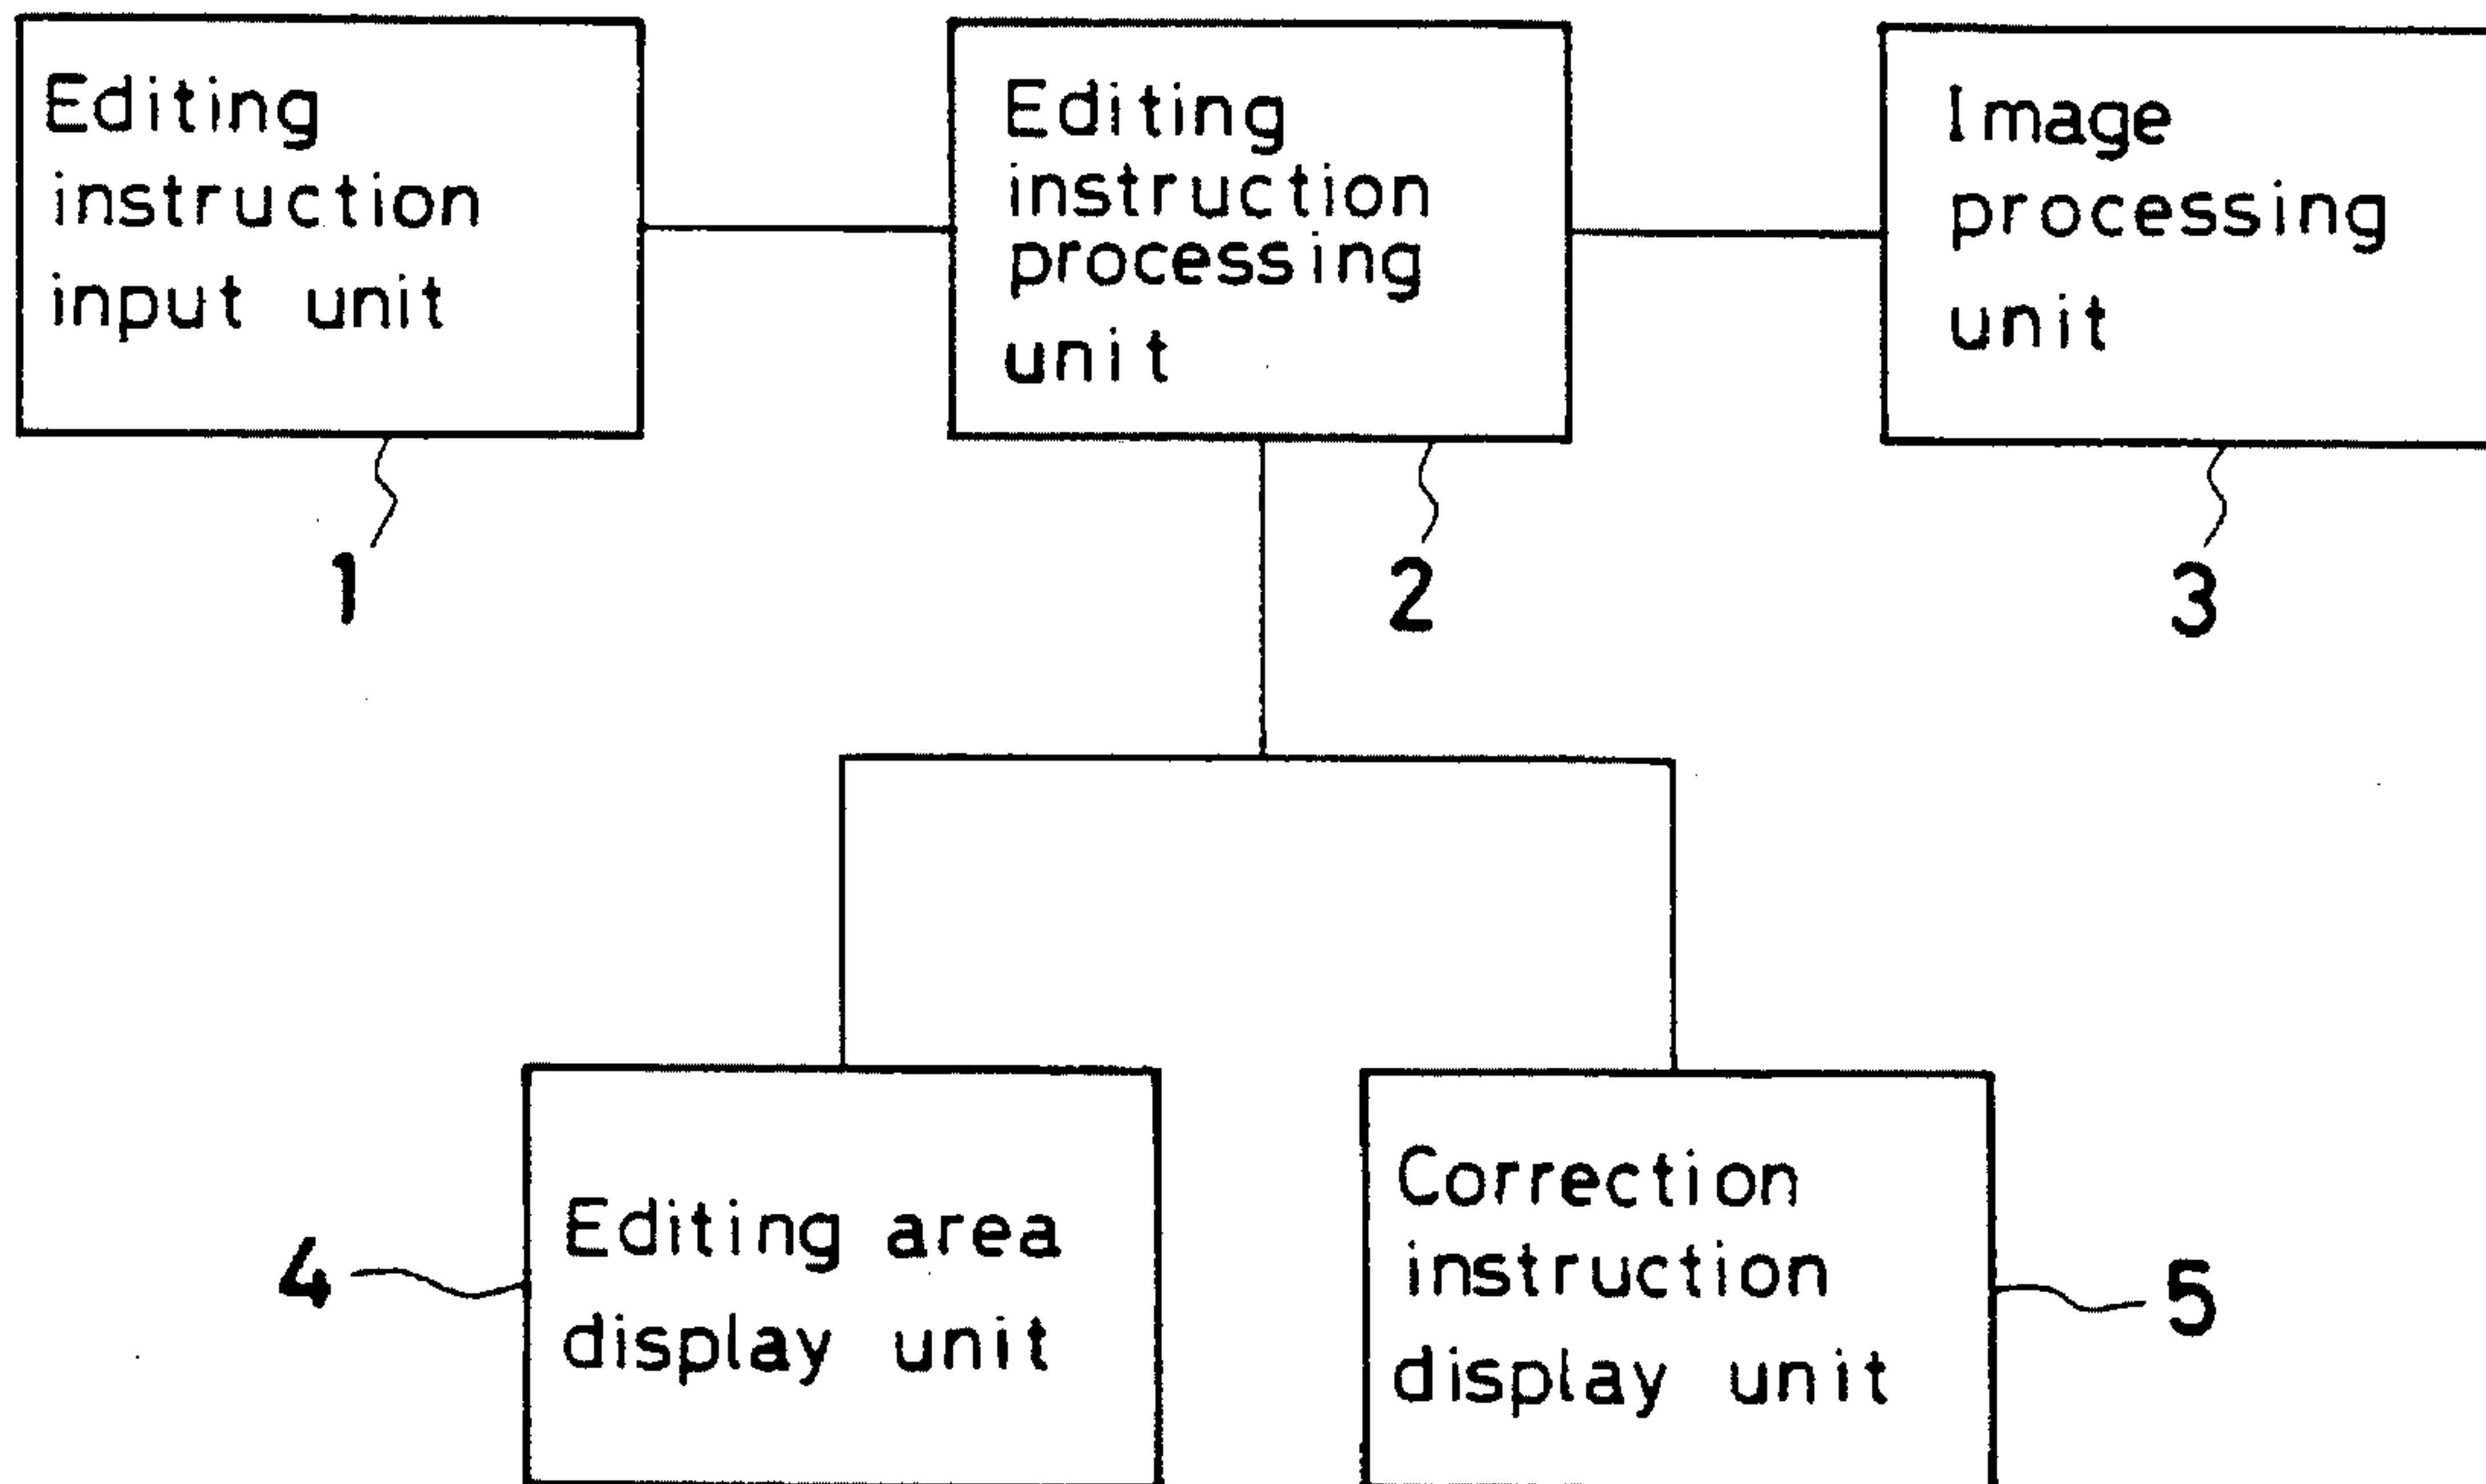 Editing
instruction
input unit
Editing
instruction
processing
unit
Image
processing
unit
1
2
3
Editing area
display unit
4
Correction
instruction
display unit
5